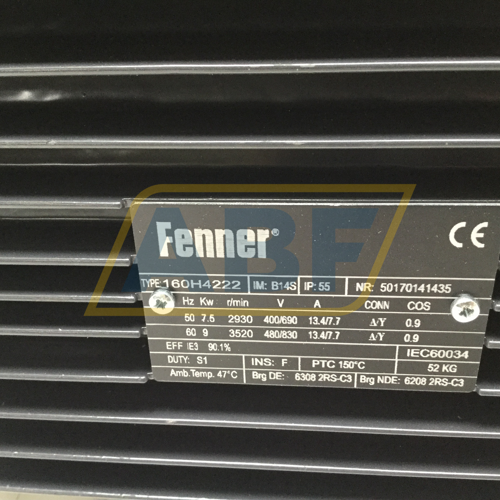 Fenner®
CE
TYPE 160H4222 IM: B14S IP: 55 NR: 50170141435
Hz Kw r/min V A CONN COS
50 7.5 2930 400/690 13.4/7.7 Δ/Y 0.9
60 9 3520 480/830 13.4/7.7 Δ/Y 0.9
EFF IE3 90.1% IEC60034
DUTY: S1 INS: F PTC 150°C 52 KG
Amb.Temp. 47°C Brg DE: 6308 2RS-C3 Brg NDE: 6208 2RS-C3
ABF